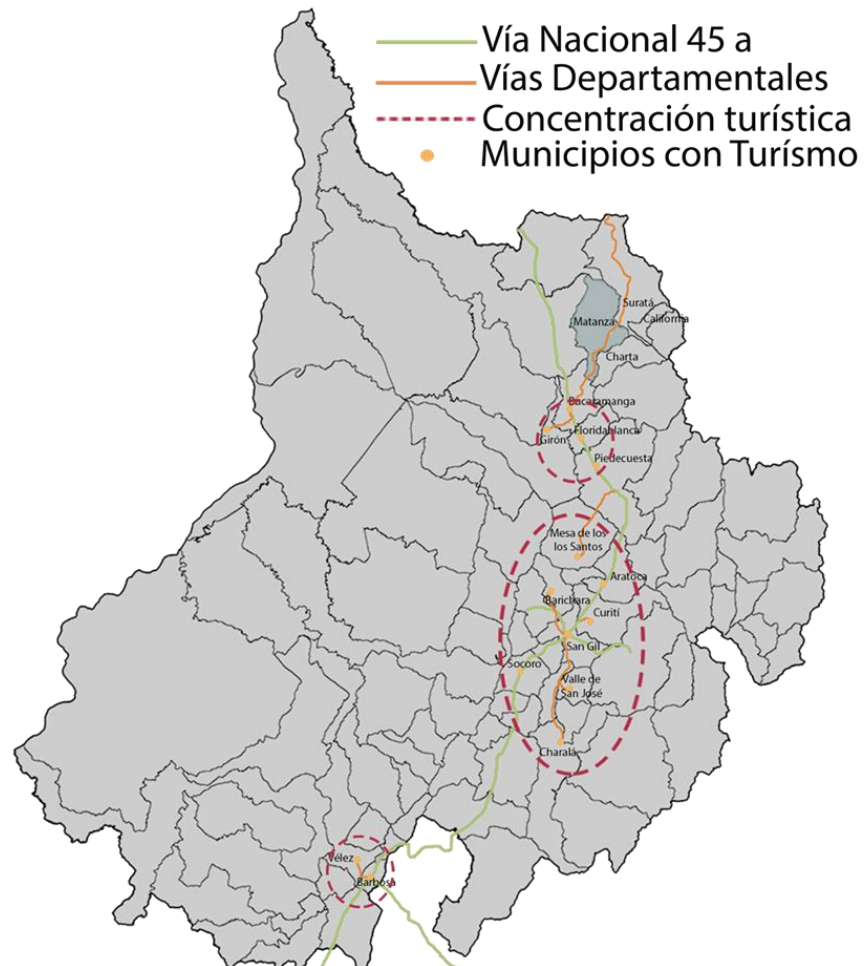 Vía Nacional 45 a
Vías Departamentales
Concentración turística
Municipios con Turísmo
Suratá
Matanza
California
Charta
Bucaramanga
Floridablanca
Girón
Piedecuesta
Mesa de los
los Santos
Aratoca
Barichara
Curití
San Gil
Socoro
Valle de
San José
Charalá
Vélez
Barbosa